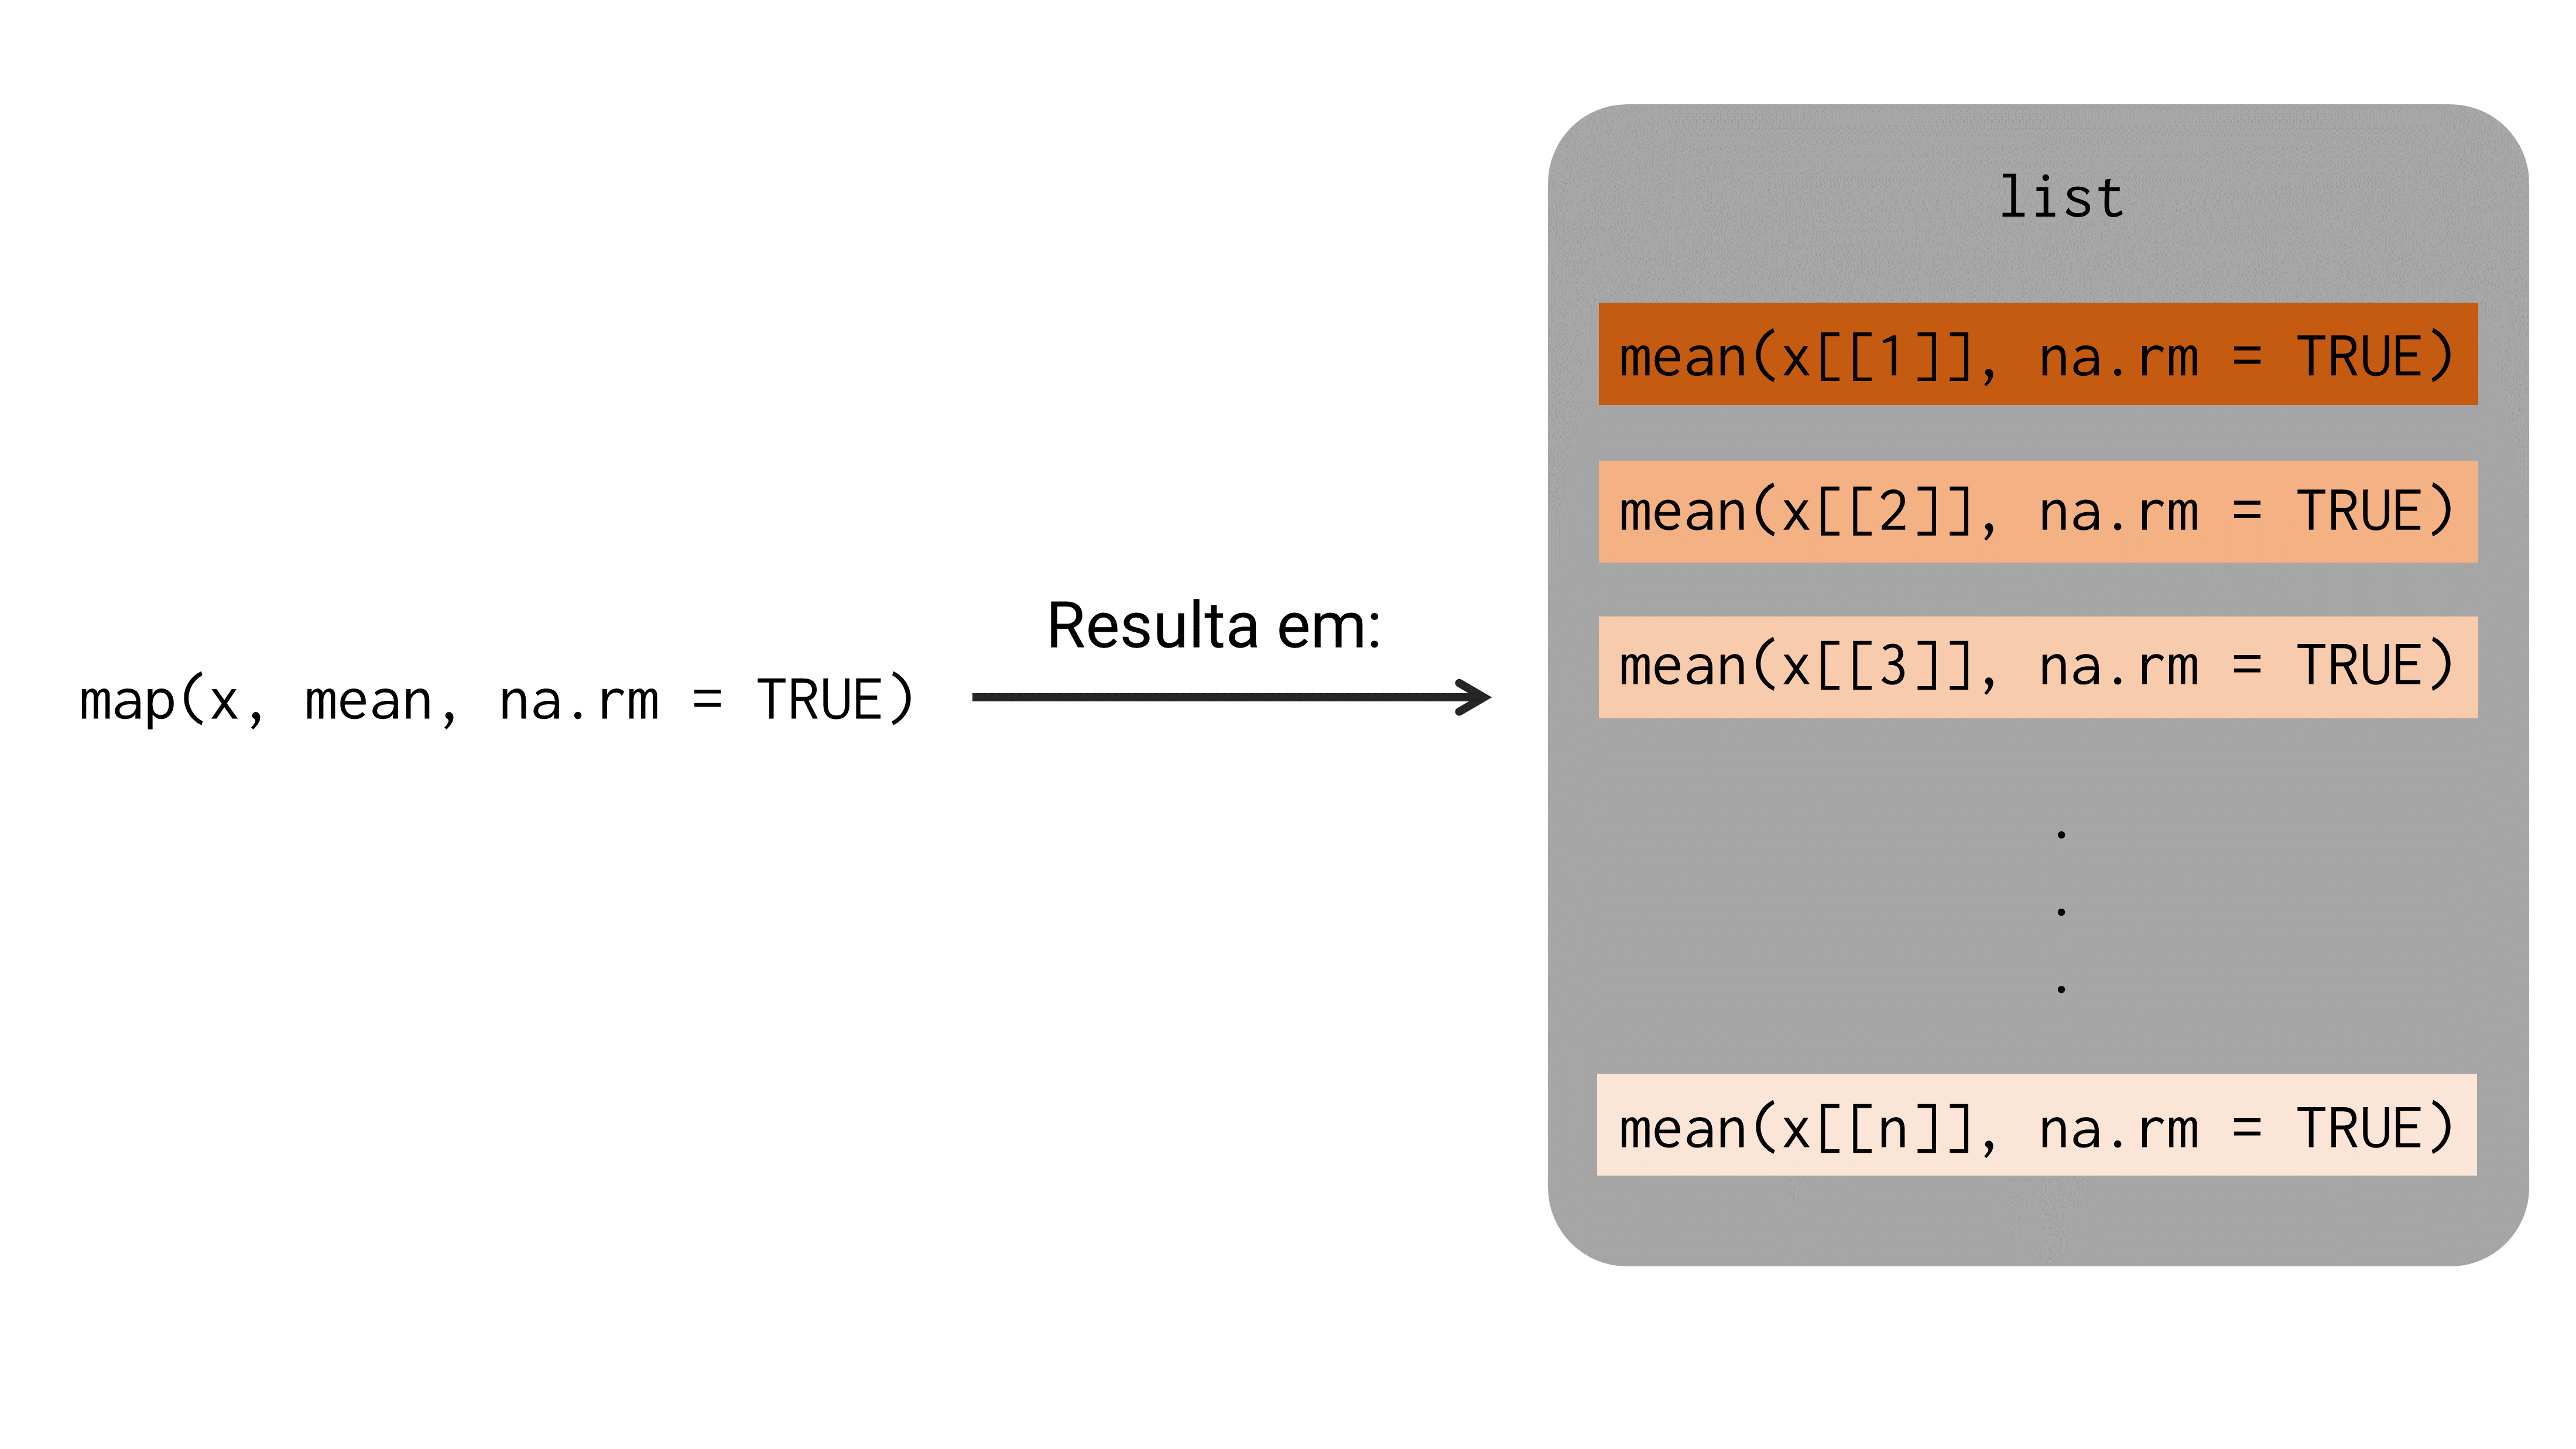 map(x, mean, na.rm = TRUE)
Resulta em:
list
mean(x[[1]], na.rm = TRUE)
mean(x[[2]], na.rm = TRUE)
mean(x[[3]], na.rm = TRUE)
.
.
.
mean(x[[n]], na.rm = TRUE)